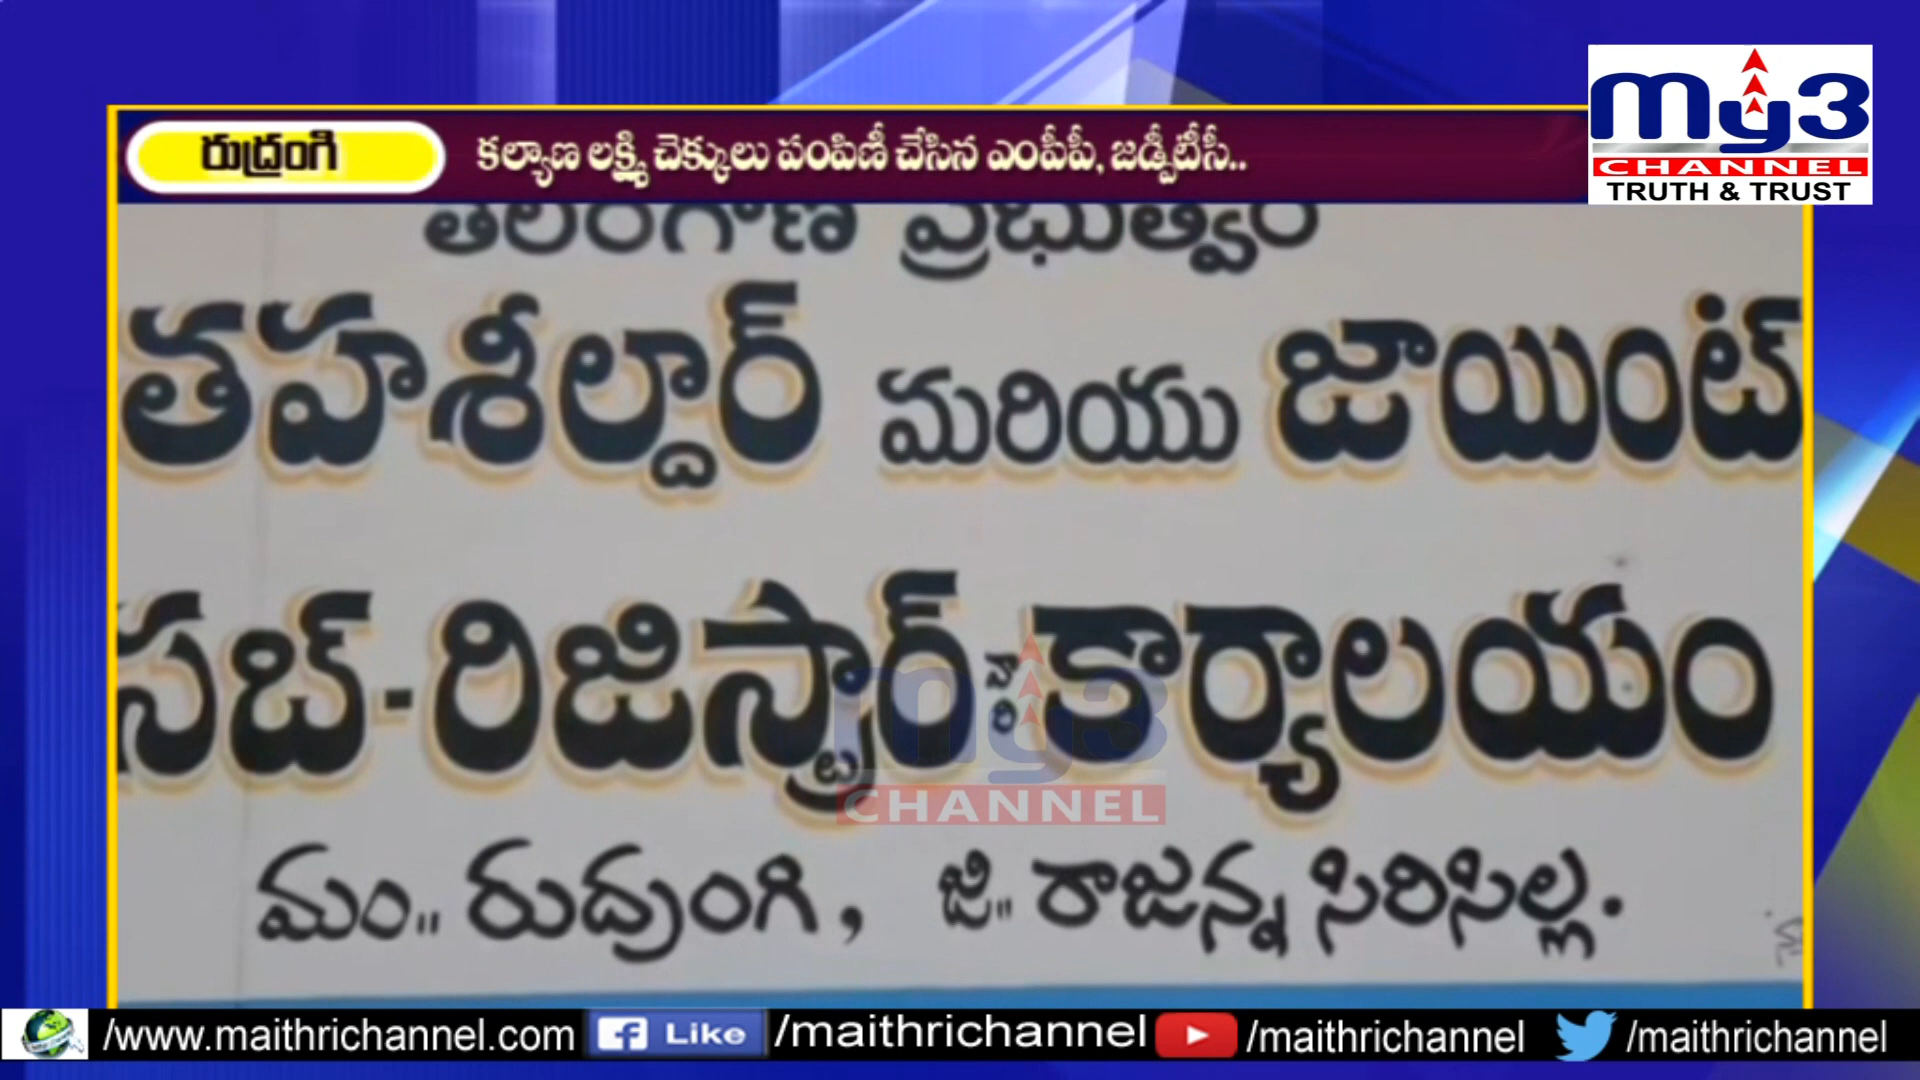 my3
CHANNEL
TRUTH & TRUST
రుద్రంగి
కల్యాణ లక్ష్మి చెక్కులు పంపిణీ చేసిన ఎంపీపీ, జడ్పీటీసీ..
తెలంగాణ ప్రభుత్వం
తహశీల్దార్ మరియు జాయింట్
సబ్-రిజిస్ట్రార్ వారి కార్యాలయం
my3
CHANNEL
మం.. రుద్రంగి, జి.. రాజన్న సిరిసిల్ల.
/www.maithrichannel.com
Like /maithrichannel
/maithrichannel
/maithrichannel